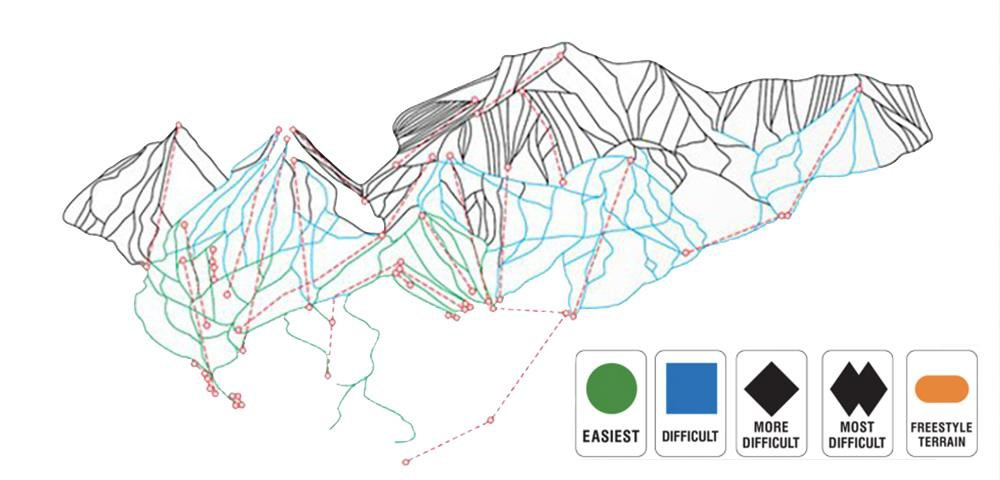 EASIEST
DIFFICULT
MORE
DIFFICULT
MOST
DIFFICULT
FREESTYLE
TERRAIN